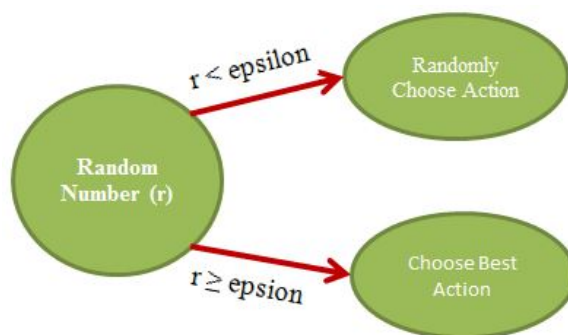 r < epsilon
Randomly
Choose Action
Random
Number (r)
r ≥ epsion
Choose Best
Action